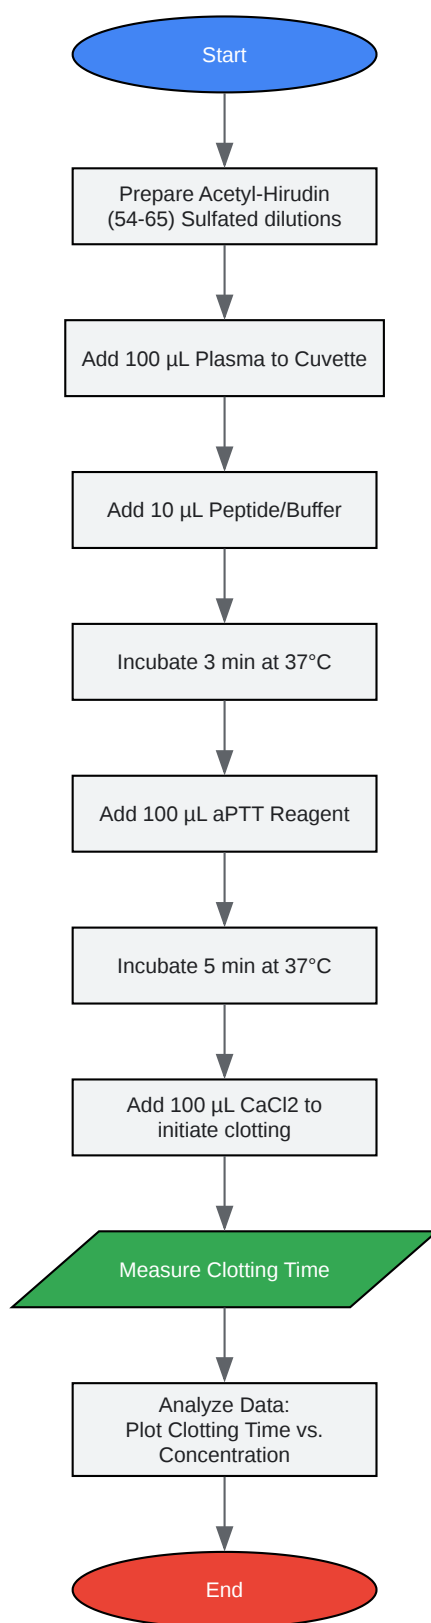 Start
Prepare Acetyl-Hirudin
(54-65) Sulfated dilutions
Add 100 µL Plasma to Cuvette
Add 10 µL Peptide/Buffer
Incubate 3 min at 37°C
Add 100 µL aPTT Reagent
Incubate 5 min at 37°C
Add 100 µL CaCl2 to
initiate clotting
Measure Clotting Time
Analyze Data:
Plot Clotting Time vs.
Concentration
End